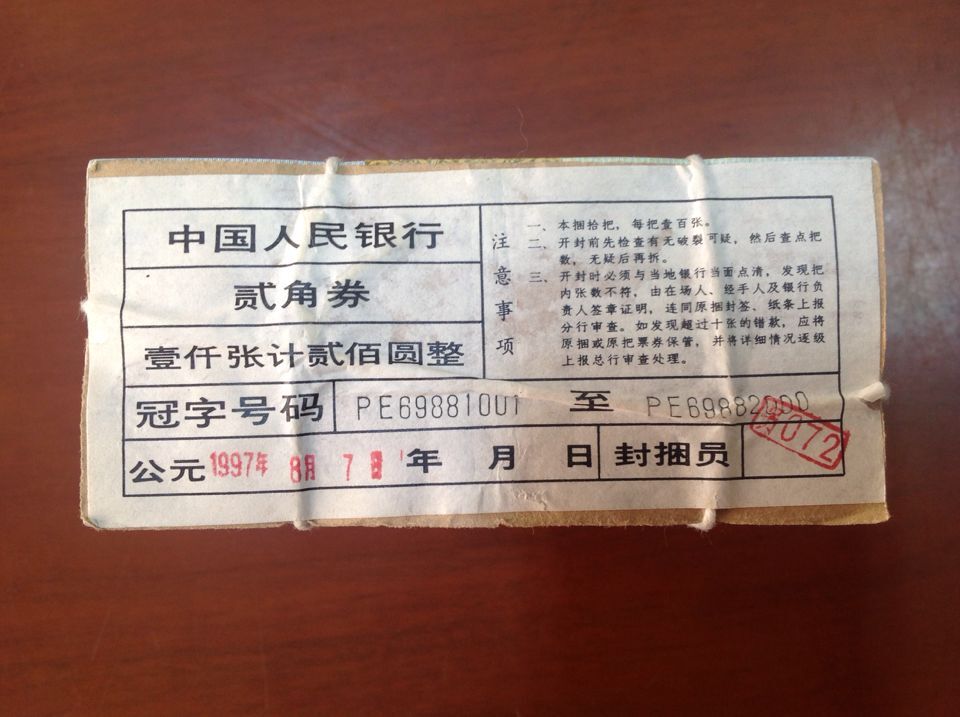 中国人民银行
贰角券
壹仟张计贰佰圆整
注意事项
一、本捆拾把，每把壹百张。
二、开封前先检查有无破裂可疑，然后查点把
数，无疑后再拆。
三、开封时必须与当地银行当面点清，发现把
内张数不符，由在场人、经手人及银行负
责人签章证明，连同原捆封签、纸条上报
分行审查。如发现超过十张的错款，应将
原捆或原把票券保管，并将详细情况逐级
上报总行审查处理。
冠字号码 PE69881001 至 PE69882000
公元 1997年 8月 7日 年 月 日 封捆员 072